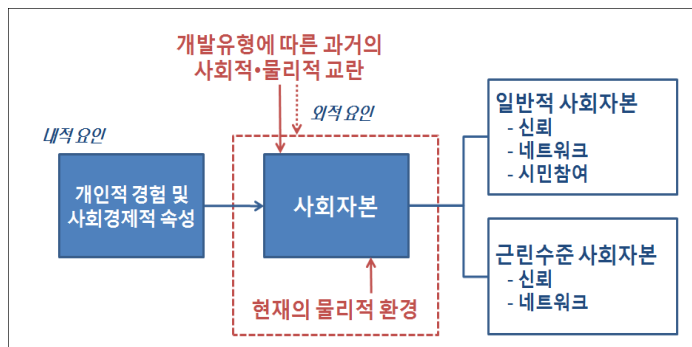 개발유형에 따른 과거의
사회적•물리적 교란
외적 요인
내적 요인
개인적 경험 및
사회경제적 속성
사회자본
현재의 물리적 환경
일반적 사회자본
- 신뢰
- 네트워크
- 시민참여
근린수준 사회자본
- 신뢰
- 네트워크